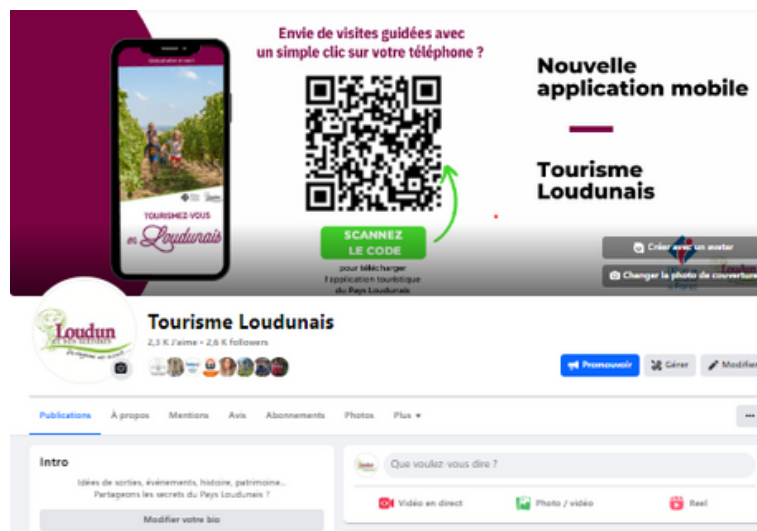 Envie de visites guidées avec
un simple clic sur votre téléphone ?
Nouvelle
application mobile
Tourisme
Loudunais
TOURISMEZ-VOUS
en Loudunais
SCANNEZ
LE CODE
pour télécharger
l'application touristique
du Pays Loudunais
Créer avec un avatar
Changer la photo de couverture
Loudun
Tourisme Loudunais
2,3 K J'aime • 2,6 K followers
Promouvoir
Gérer
Modifier
Publications
À propos
Mentions
Avis
Abonnements
Photos
Plus
Intro
Idées de sorties, événements, histoire, patrimoine...
Partageons les secrets du Pays Loudunais ?
Modifier votre bio
Que voulez-vous dire ?
Vidéo en direct
Photo / vidéo
Reel